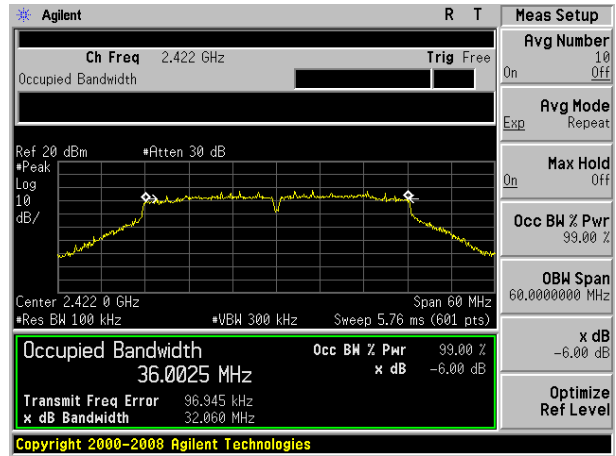 Agilent R T
Ch Freq 2.422 GHz Trig Free
Occupied Bandwidth
Ref 20 dBm #Atten 30 dB
#Peak
Log
10
dB/
Center 2.422 0 GHz Span 60 MHz
#Res BW 100 kHz #VBW 300 kHz Sweep 5.76 ms (601 pts)
Occupied Bandwidth Occ BW % Pwr 99.00 %
36.0025 MHz x dB -6.00 dB
Transmit Freq Error 96.945 kHz
x dB Bandwidth 32.060 MHz
Copyright 2000-2008 Agilent Technologies
Meas Setup
Avg Number
10
On Off
Avg Mode
Exp Repeat
Max Hold
On Off
Occ BW % Pwr
99.00 %
OBW Span
60.0000000 MHz
x dB
-6.00 dB
Optimize
Ref Level